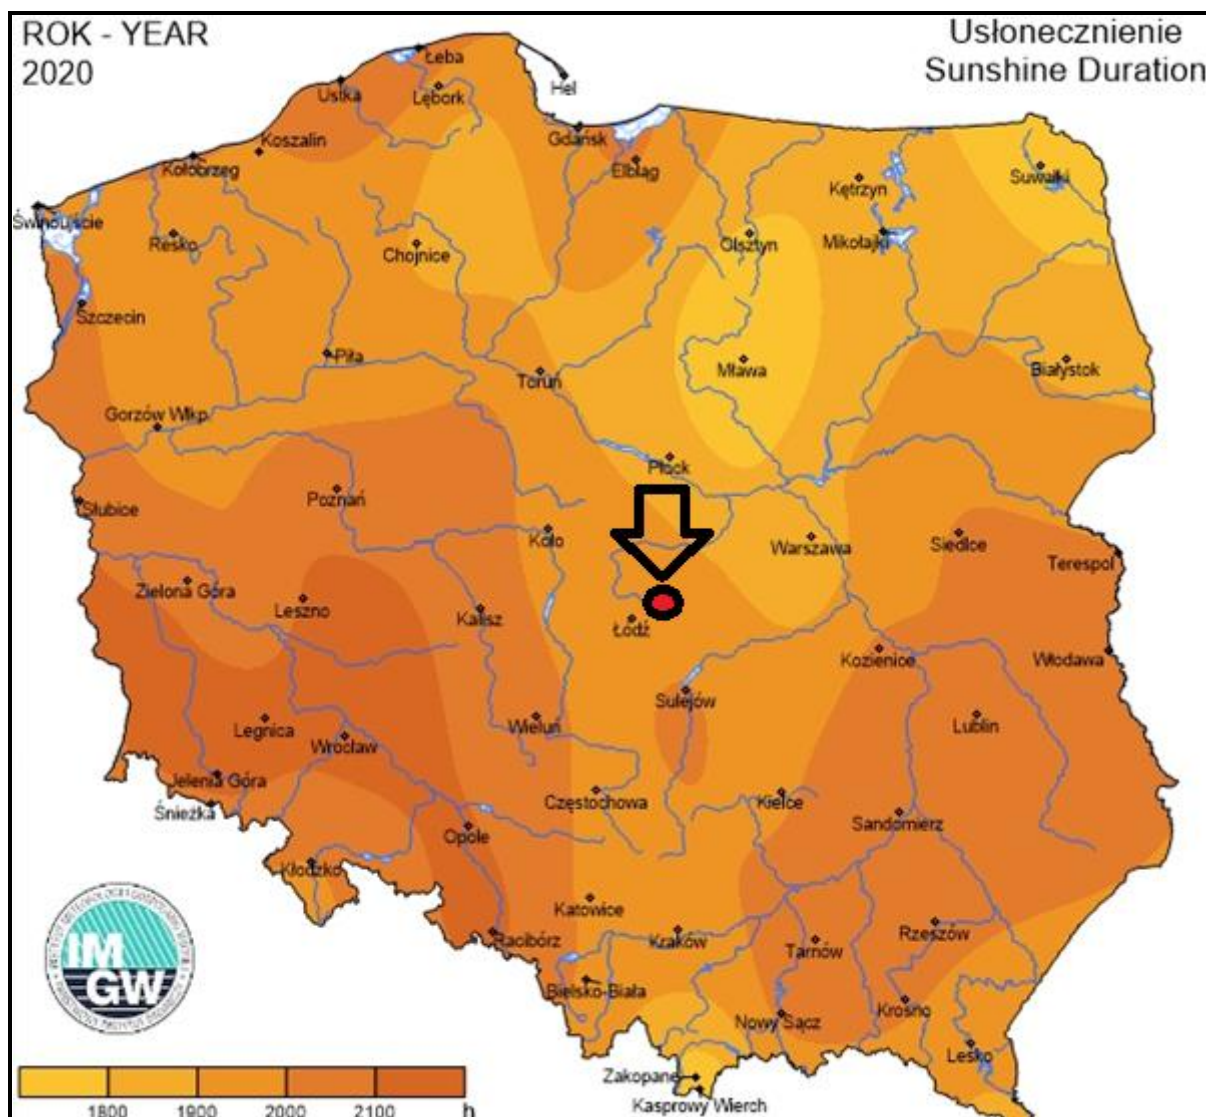 ROK - YEAR
2020
Usłonecznienie
Sunshine Duration
Łeba
Ustka
Lębork
Hel
Gdańsk
Koszalin
Kołobrzeg
Elbląg
Suwałki
Kętrzyn
Świnoujście
Resko
Chojnice
Olsztyn
Mikołajki
Szczecin
Piła
Toruń
Mława
Białystok
Gorzów Wlkp.
Płock
Słubice
Poznań
Koło
Warszawa
Siedlce
Terespol
Zielona Góra
Leszno
Kalisz
Łódź
Kozienice
Włodawa
Sulejów
Legnica
Wrocław
Wieluń
Lublin
Jelenia Góra
Śnieżka
Częstochowa
Kielce
Sandomierz
Opole
Kłodzko
Katowice
Kraków
Tarnów
Rzeszów
Racibórz
Bielsko-Biała
Nowy Sącz
Krosno
Lesko
Zakopane
Kasprowy Wierch
IM
GW
1800 1900 2000 2100 h